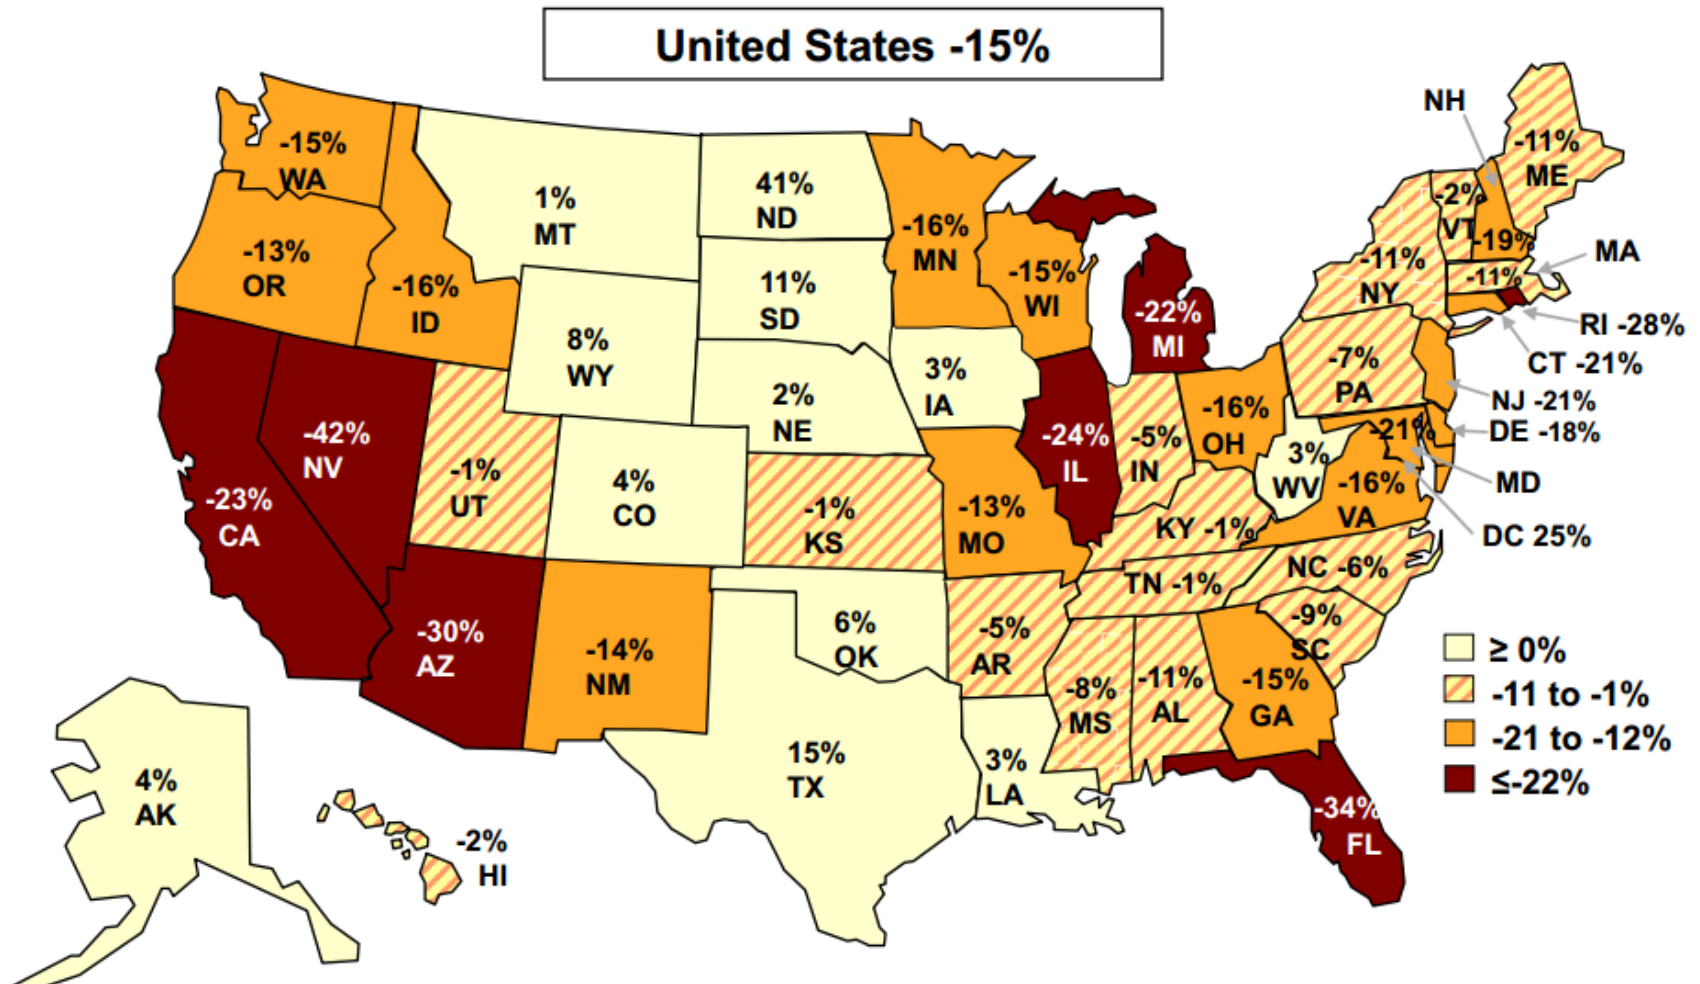 United States -15%
-15%
WA
-13%
OR
-16%
ID
1%
MT
41%
ND
11%
SD
8%
WY
2%
NE
-16%
MN
-15%
WI
3%
IA
-22%
MI
-23%
CA
-42%
NV
-1%
UT
4%
CO
-1%
KS
-13%
MO
-24%
IL
-5%
IN
-16%
OH
-7%
PA
-11%
NY
-2%
VT
NH
-19%
-11%
ME
MA
-11%
RI -28%
CT -21%
NJ -21%
DE -18%
-21%
MD
DC 25%
3%
WV
-16%
VA
KY -1%
TN -1%
NC -6%
-9%
SC
-30%
AZ
-14%
NM
6%
OK
-5%
AR
15%
TX
3%
LA
-8%
MS
-11%
AL
-15%
GA
-34%
FL
4%
AK
-2%
HI
≥ 0%
-11 to -1%
-21 to -12%
≤-22%